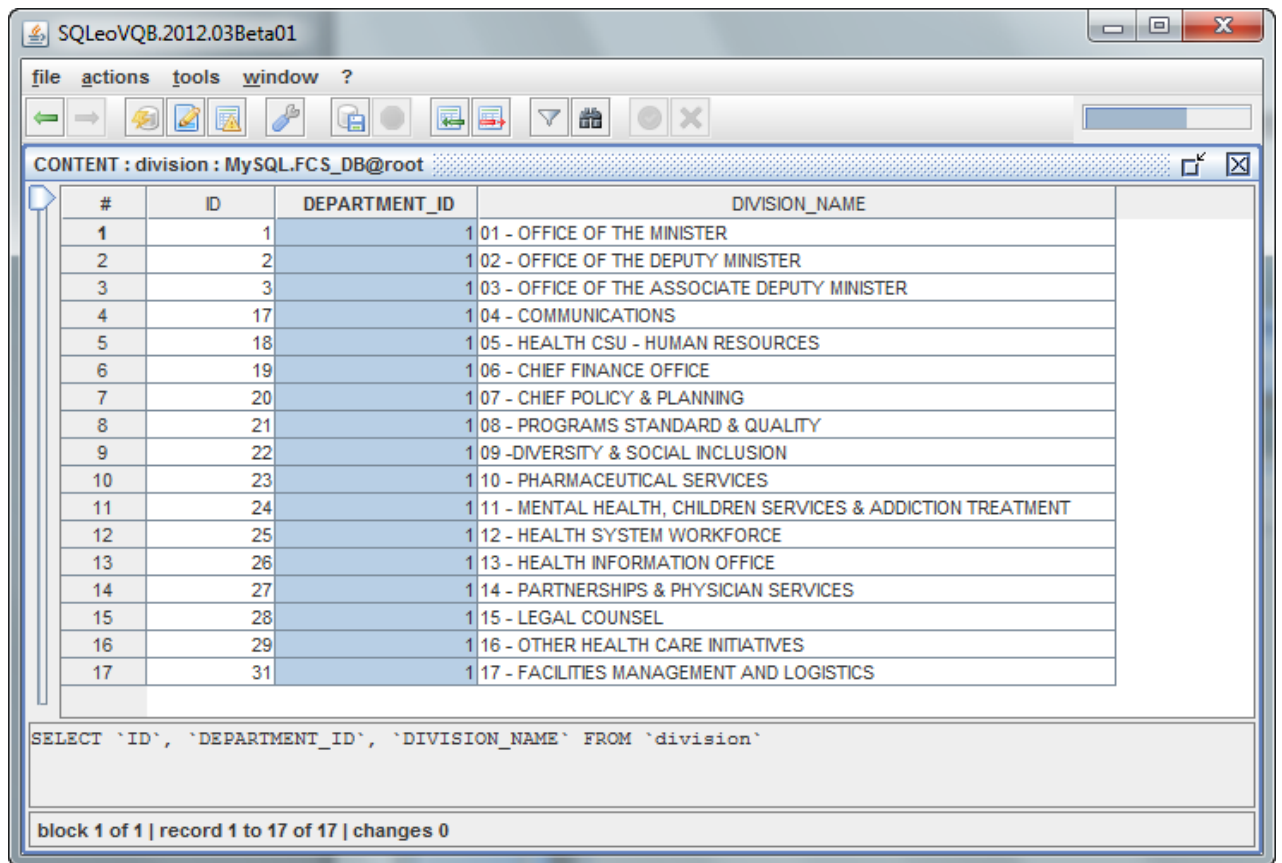 SQLeoVQB.2012.03Beta01
file actions tools window ?
CONTENT : division : MySQL.FCS_DB@root
# ID DEPARTMENT_ID DIVISION_NAME
1 1 1 01 - OFFICE OF THE MINISTER
2 2 1 02 - OFFICE OF THE DEPUTY MINISTER
3 3 1 03 - OFFICE OF THE ASSOCIATE DEPUTY MINISTER
4 17 1 04 - COMMUNICATIONS
5 18 1 05 - HEALTH CSU - HUMAN RESOURCES
6 19 1 06 - CHIEF FINANCE OFFICE
7 20 1 07 - CHIEF POLICY & PLANNING
8 21 1 08 - PROGRAMS STANDARD & QUALITY
9 22 1 09 -DIVERSITY & SOCIAL INCLUSION
10 23 1 10 - PHARMACEUTICAL SERVICES
11 24 1 11 - MENTAL HEALTH, CHILDREN SERVICES & ADDICTION TREATMENT
12 25 1 12 - HEALTH SYSTEM WORKFORCE
13 26 1 13 - HEALTH INFORMATION OFFICE
14 27 1 14 - PARTNERSHIPS & PHYSICIAN SERVICES
15 28 1 15 - LEGAL COUNSEL
16 29 1 16 - OTHER HEALTH CARE INITIATIVES
17 31 1 17 - FACILITIES MANAGEMENT AND LOGISTICS
SELECT `ID`, `DEPARTMENT_ID`, `DIVISION_NAME` FROM `division`
block 1 of 1 | record 1 to 17 of 17 | changes 0